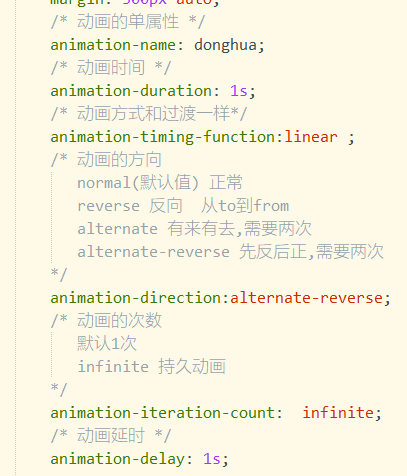 margin: 300px auto;
/* 动画的单属性 */
animation-name: donghua;
/* 动画时间 */
animation-duration: 1s;
/* 动画方式和过渡一样*/
animation-timing-function:linear ;
/* 动画的方向
normal(默认值) 正常
reverse 反向  从to到from
alternate 有来有去,需要两次
alternate-reverse 先反后正,需要两次
*/
animation-direction:alternate-reverse;
/* 动画的次数
默认1次
infinite 持久动画
*/
animation-iteration-count:  infinite;
/* 动画延时 */
animation-delay: 1s;